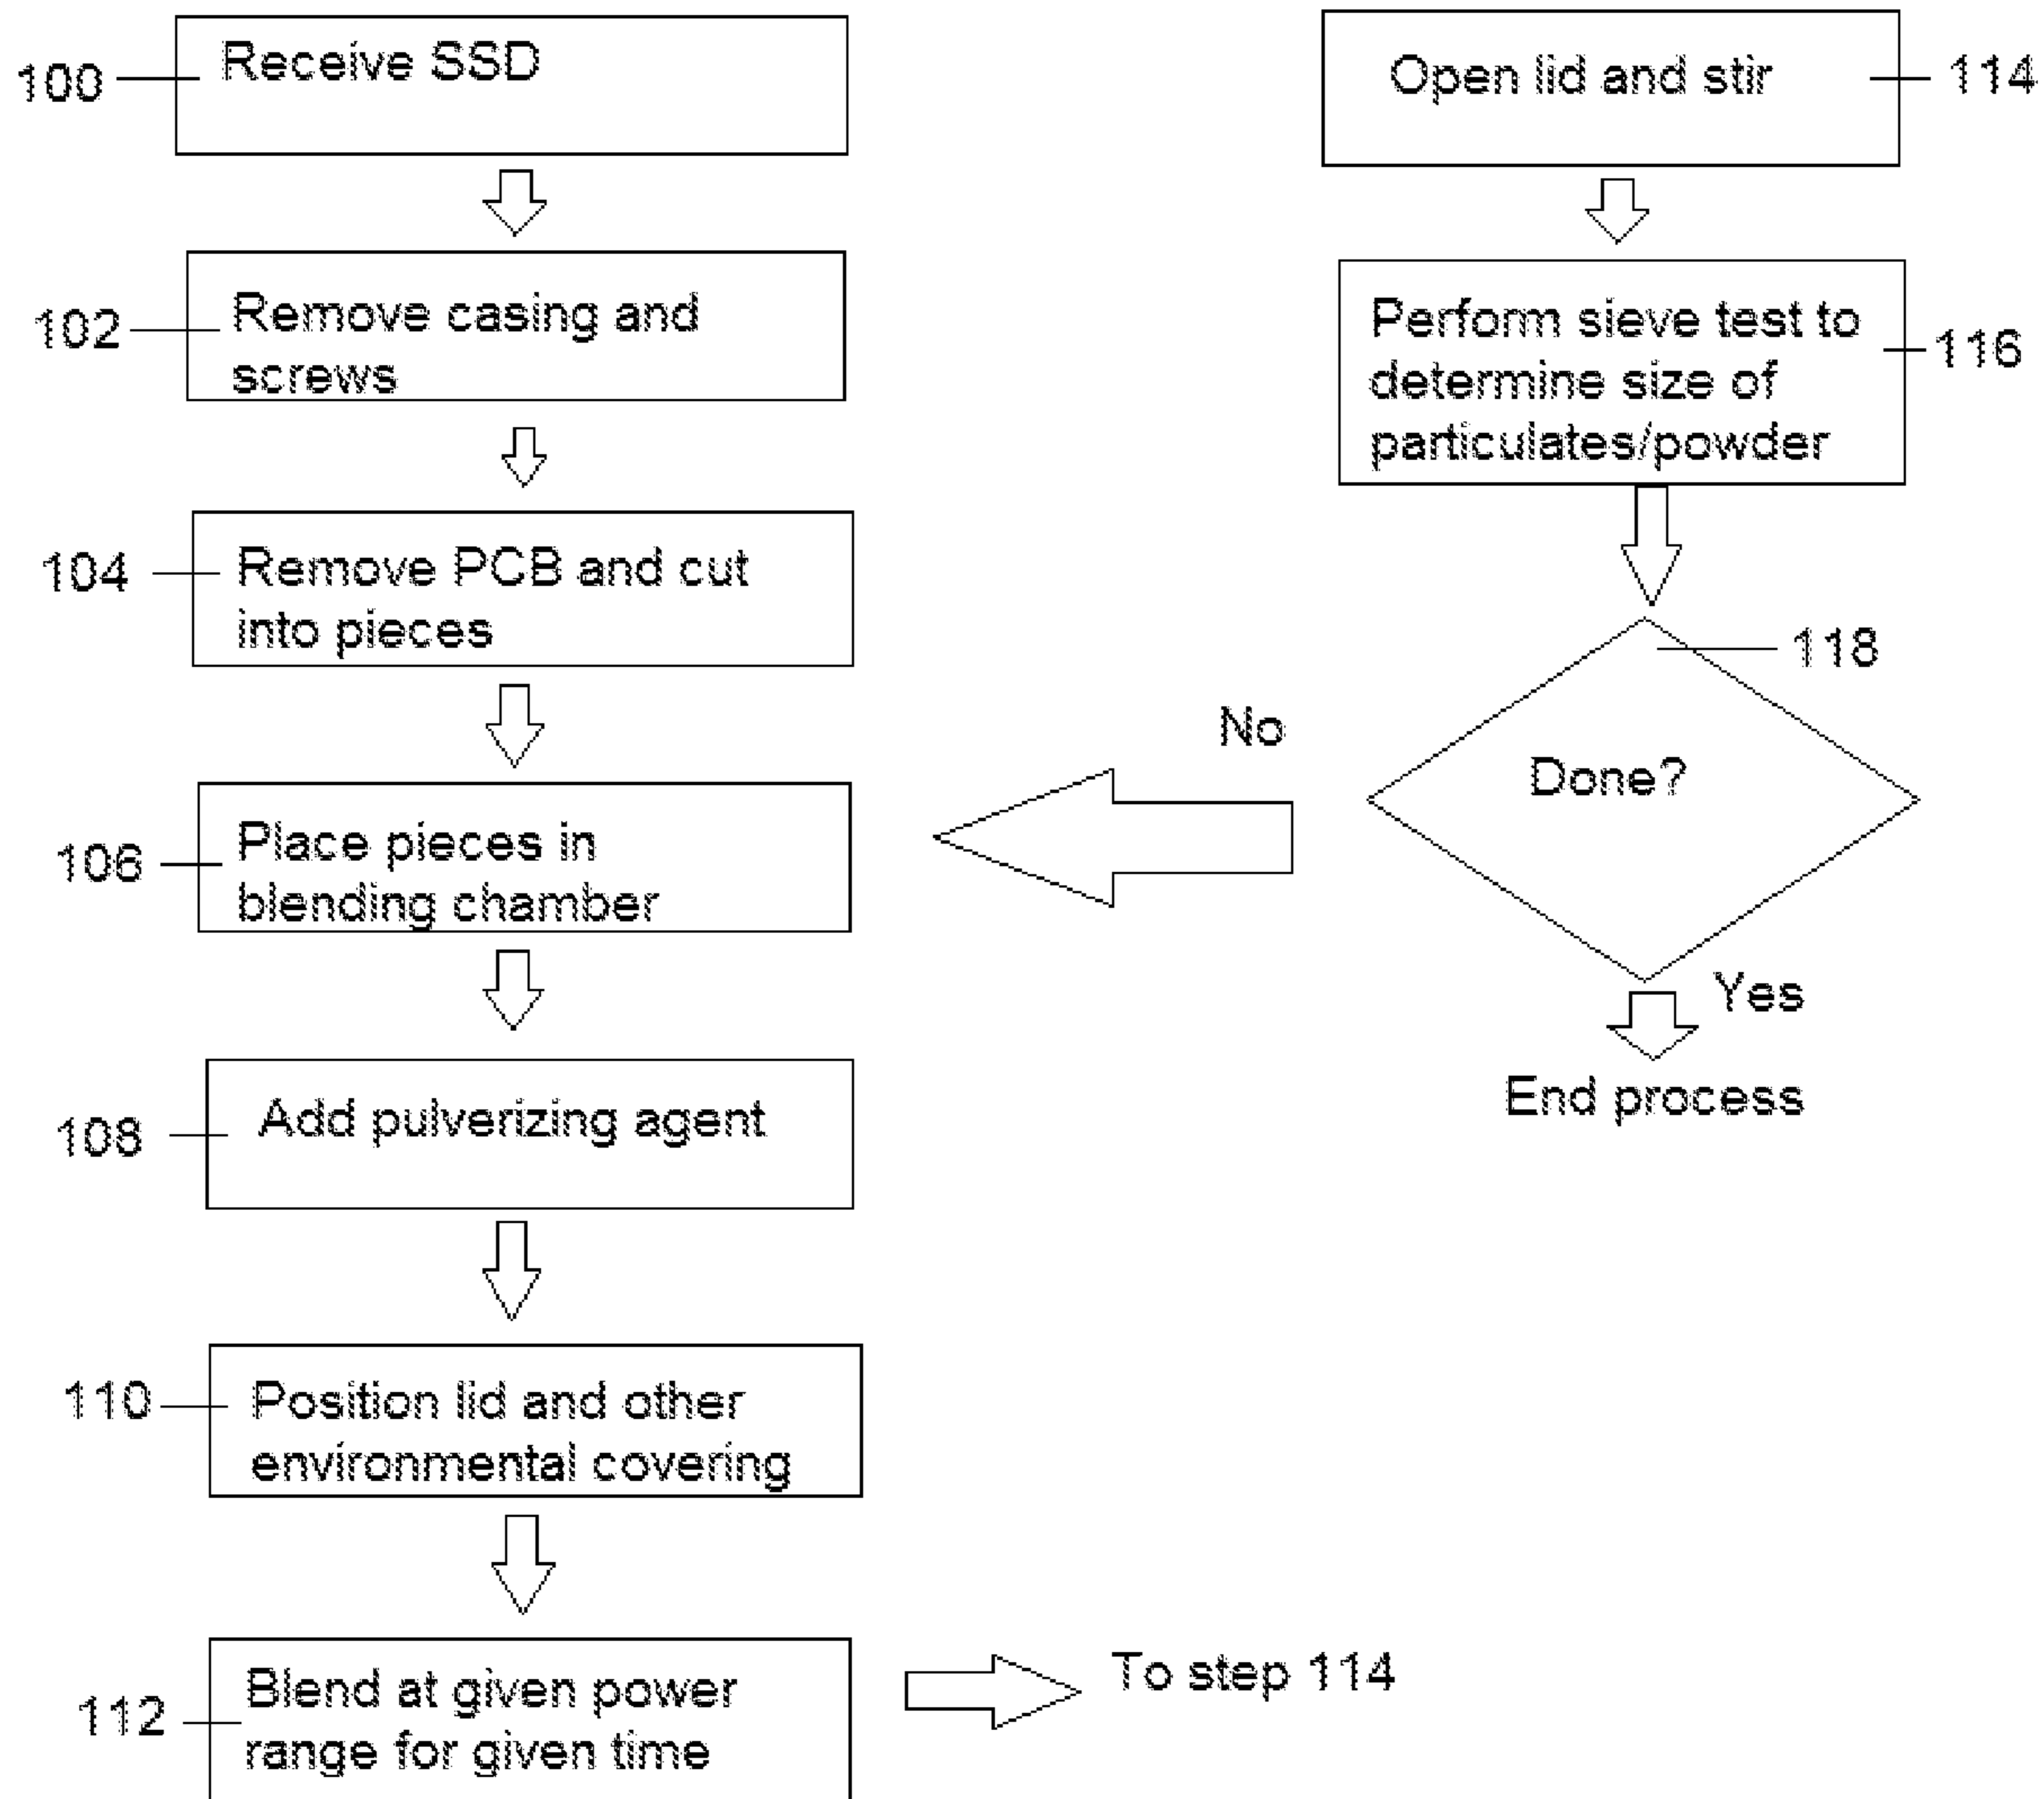 100
Receive SSD
102
Remove casing and
screws
104
Remove PCB and cut
into pieces
106
Place pieces in
blending chamber
108
Add pulverizing agent
110
Position lid and other
environmental covering
112
Blend at given power
range for given time
To step 114
Open lid and stir
114
Perform sieve test to
determine size of
particulates/powder
116
118
Done?
No
Yes
End process